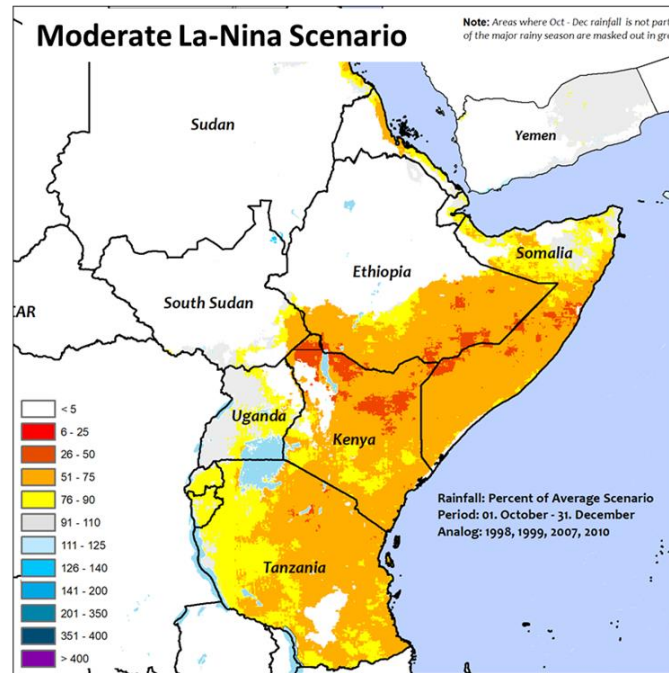 Moderate La-Nina Scenario
Note: Areas where Oct - Dec rainfall is not part
of the major rainy season are masked out in gre
Sudan
Yemen
Somalia
Ethiopia
South Sudan
CAR
Uganda
Kenya
Tanzania
< 5
6 - 25
26 - 50
51 - 75
76 - 90
91 - 110
111 - 125
126 - 140
141 - 200
201 - 350
351 - 400
> 400
Rainfall: Percent of Average Scenario
Period: 01. October - 31. December
Analog: 1998, 1999, 2007, 2010